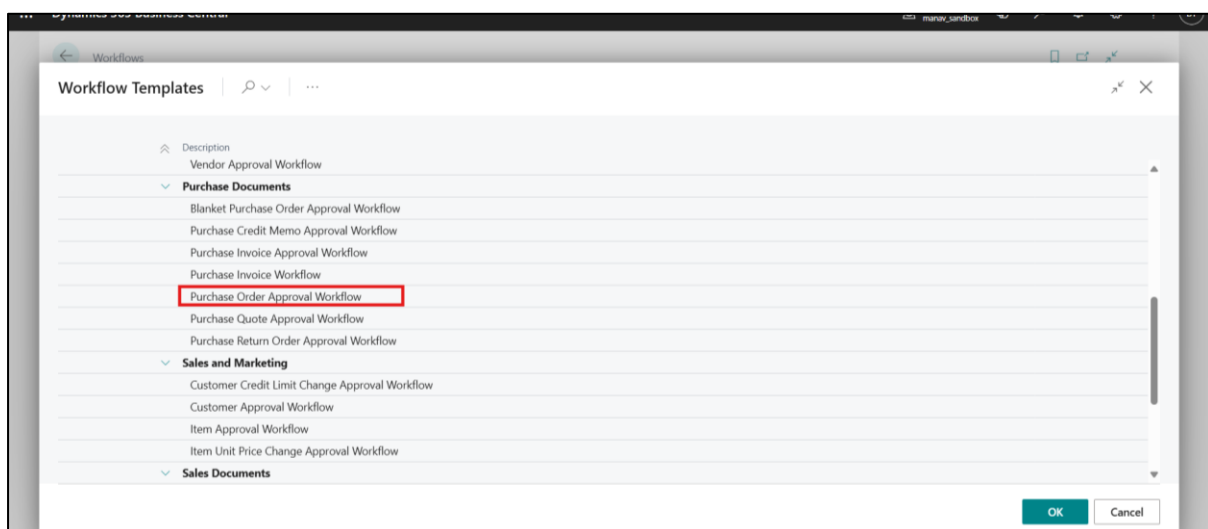 Dynamics 365 Business Central
manav_sandbox
Workflows
Workflow Templates
Description
Vendor Approval Workflow
Purchase Documents
Blanket Purchase Order Approval Workflow
Purchase Credit Memo Approval Workflow
Purchase Invoice Approval Workflow
Purchase Invoice Workflow
Purchase Order Approval Workflow
Purchase Quote Approval Workflow
Purchase Return Order Approval Workflow
Sales and Marketing
Customer Credit Limit Change Approval Workflow
Customer Approval Workflow
Item Approval Workflow
Item Unit Price Change Approval Workflow
Sales Documents
OK
Cancel